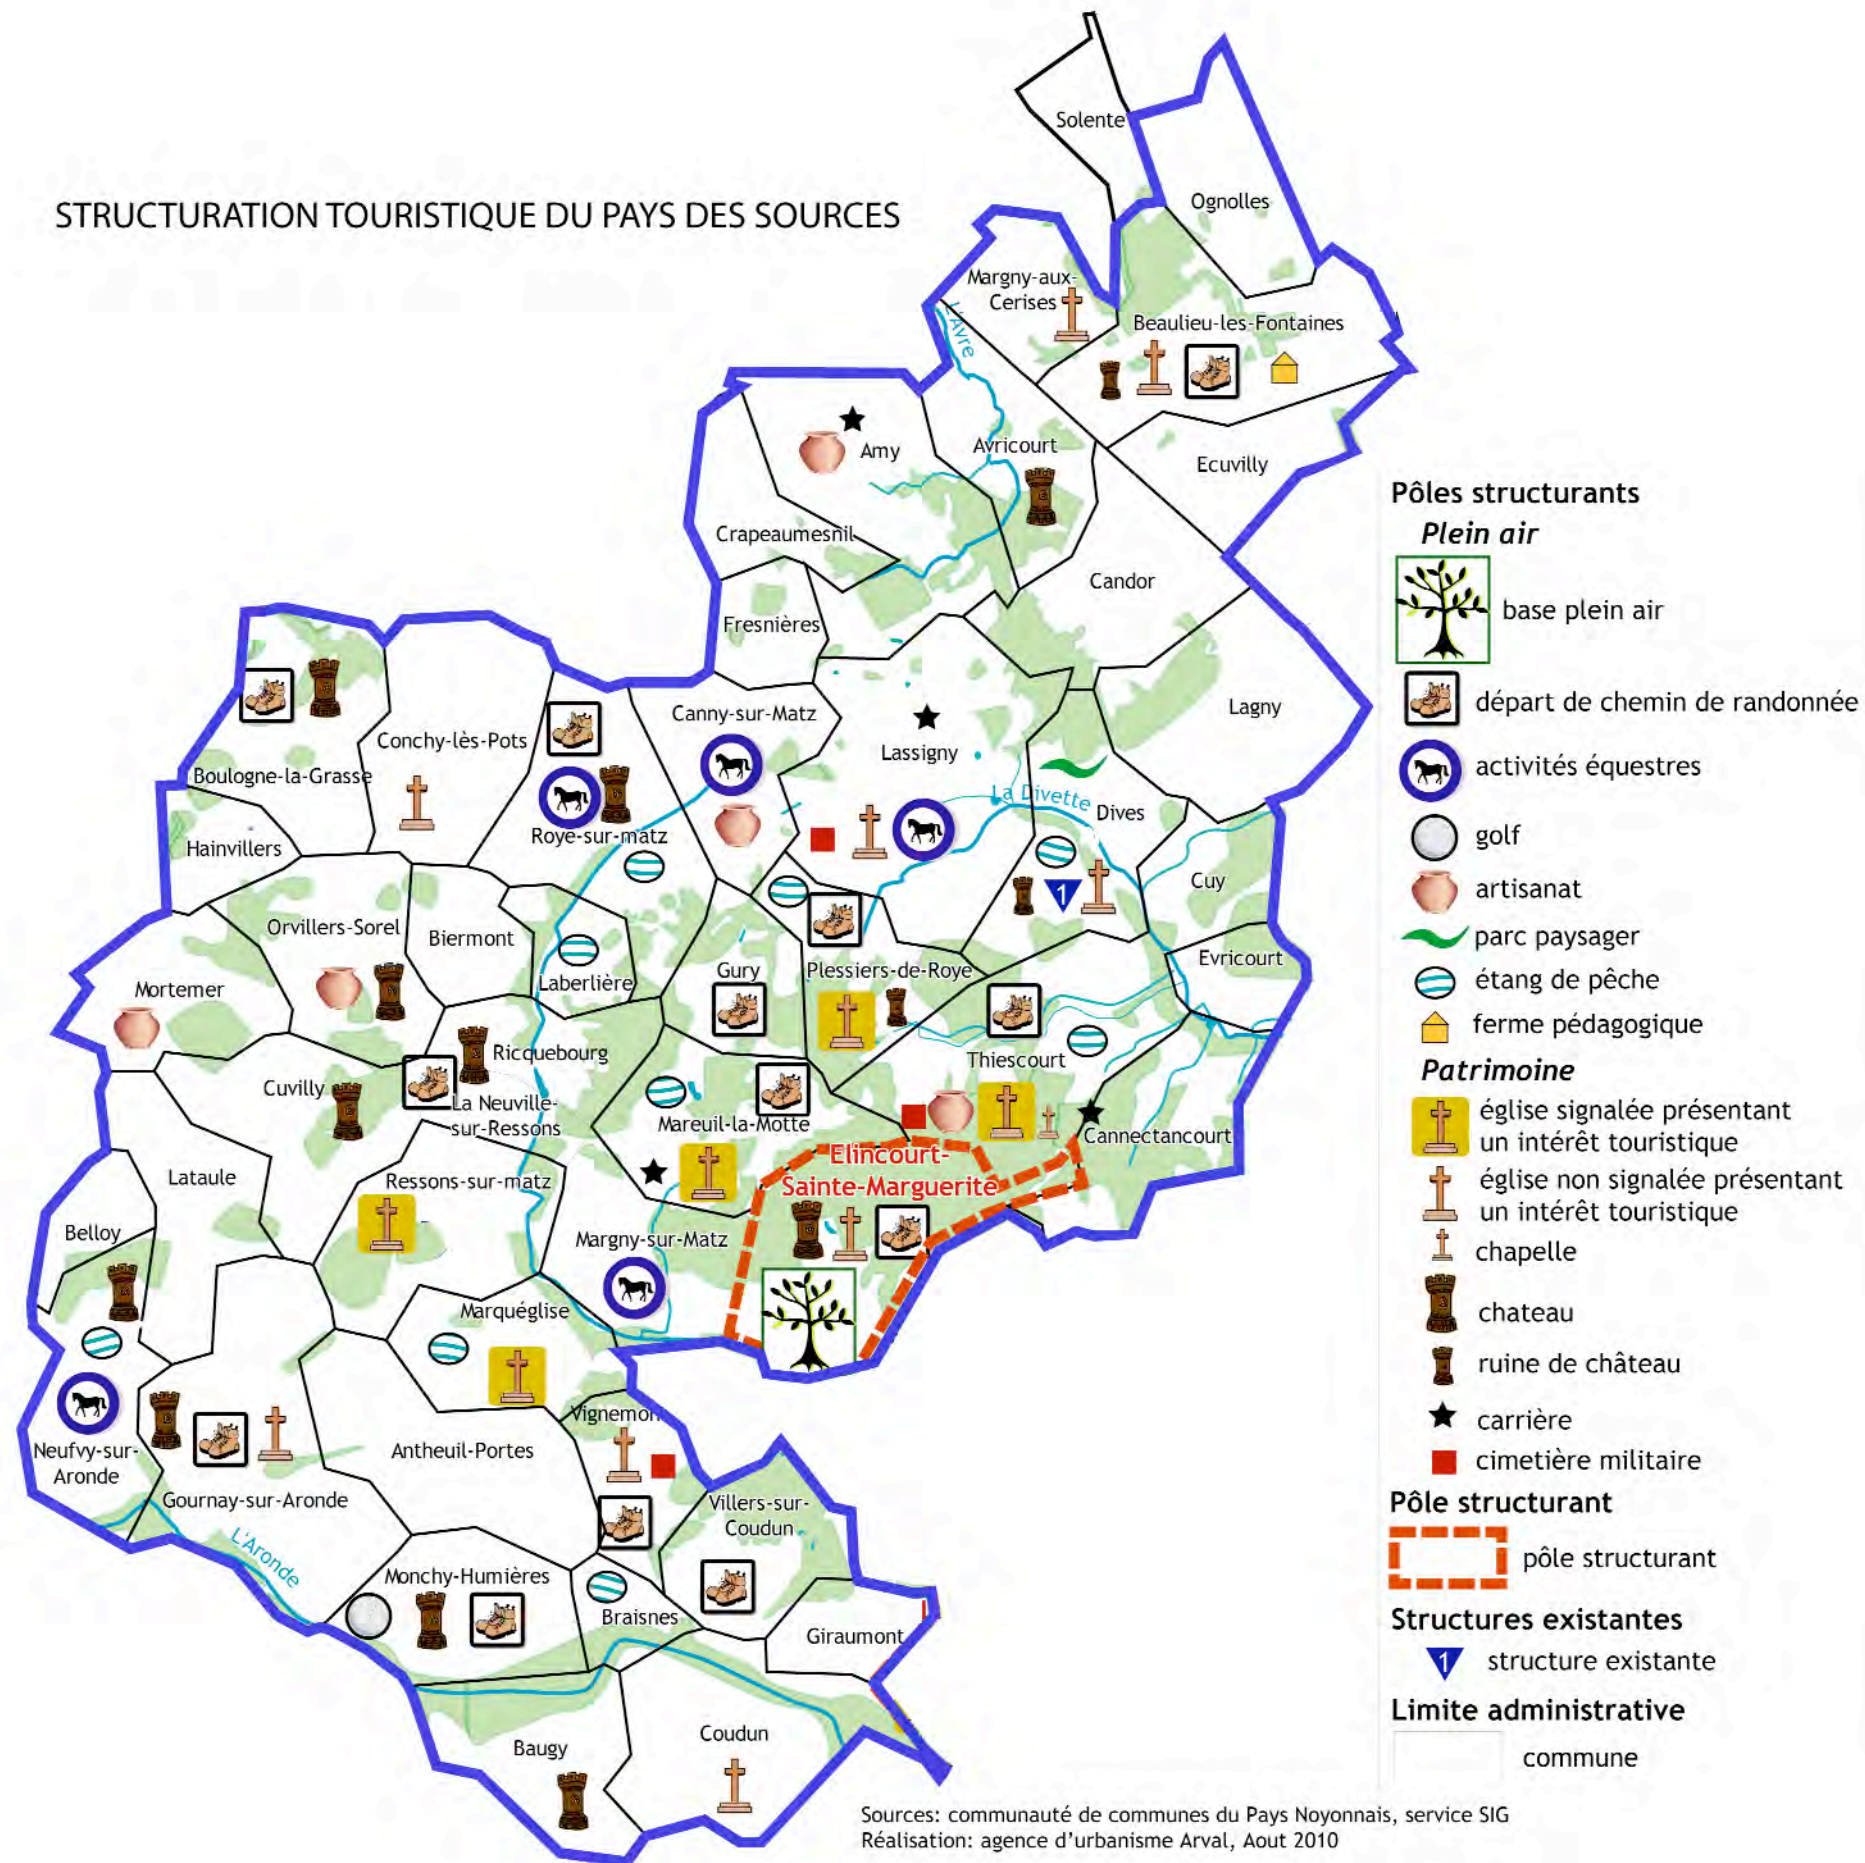 STRUCTURATION TOURISTIQUE DU PAYS DES SOURCES
Solente
Ognolles
Margny-aux-
Cerises
L'Avre
Beaulieu-les-Fontaines
Amy
Avricourt
Ecuvilly
Crapeaumesnil
Candor
Fresnières
Lagny
Canny-sur-Matz
Lassigny
Conchy-lès-Pots
Boulogne-la-Grasse
La Divette
Dives
Roye-sur-matz
Hainvillers
Cuy
1
Orvillers-Sorel
Biermont
Evricourt
Laberlière
Gury
Plessiers-de-Roye
Mortemer
Ricquebourg
Thiescourt
Cuvilly
La Neuville-
sur-Ressons
Mareuil-la-Motte
Cannectancourt
Elincourt-
Sainte-Marguerite
Lataule
Ressons-sur-matz
Belloy
Margny-sur-Matz
Marquéglise
Vignemon
Neufvy-sur-
Aronde
Antheuil-Portes
Gournay-sur-Aronde
Villers-sur-
Coudun
L'Aronde
Monchy-Humières
Braisnes
Giraumont
Baugy
Coudun
Pôles structurants
Plein air
base plein air
départ de chemin de randonnée
activités équestres
golf
artisanat
parc paysager
étang de pêche
ferme pédagogique
Patrimoine
église signalée présentant
un intérêt touristique
église non signalée présentant
un intérêt touristique
chapelle
chateau
ruine de château
carrière
cimetière militaire
Pôle structurant
pôle structurant
Structures existantes
1 structure existante
Limite administrative
commune
Sources: communauté de communes du Pays Noyonnais, service SIG
Réalisation: agence d'urbanisme Arval, Aout 2010